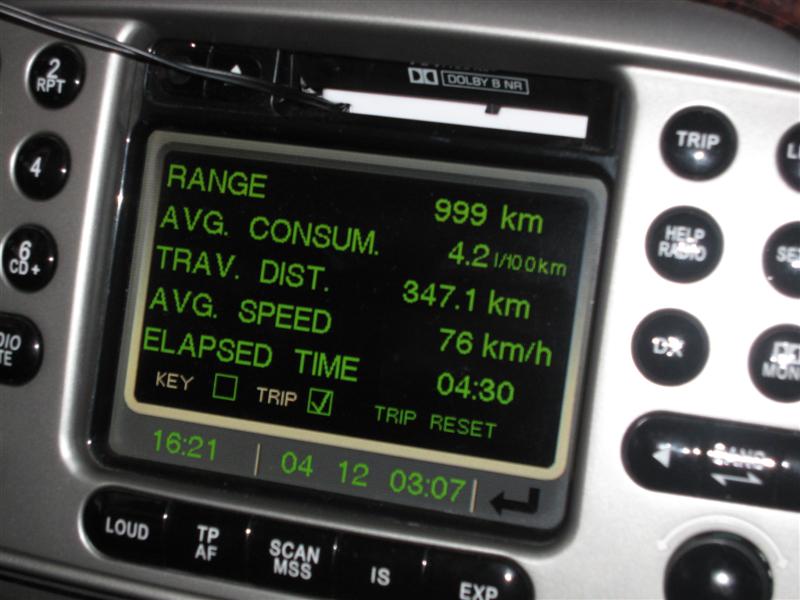 2
RPT
4
6
CD+
DOLBY B NR
RANGE 999 km
AVG. CONSUM. 4.2 l/100km
TRAV. DIST. 347.1 km
AVG. SPEED 76 km/h
ELAPSED TIME 04:30
KEY TRIP TRIP RESET
16:21 04 12 03:07
LOUD
TP
AF
SCAN
MSS
IS
EXP
TRIP
HELP
RADIO
DX